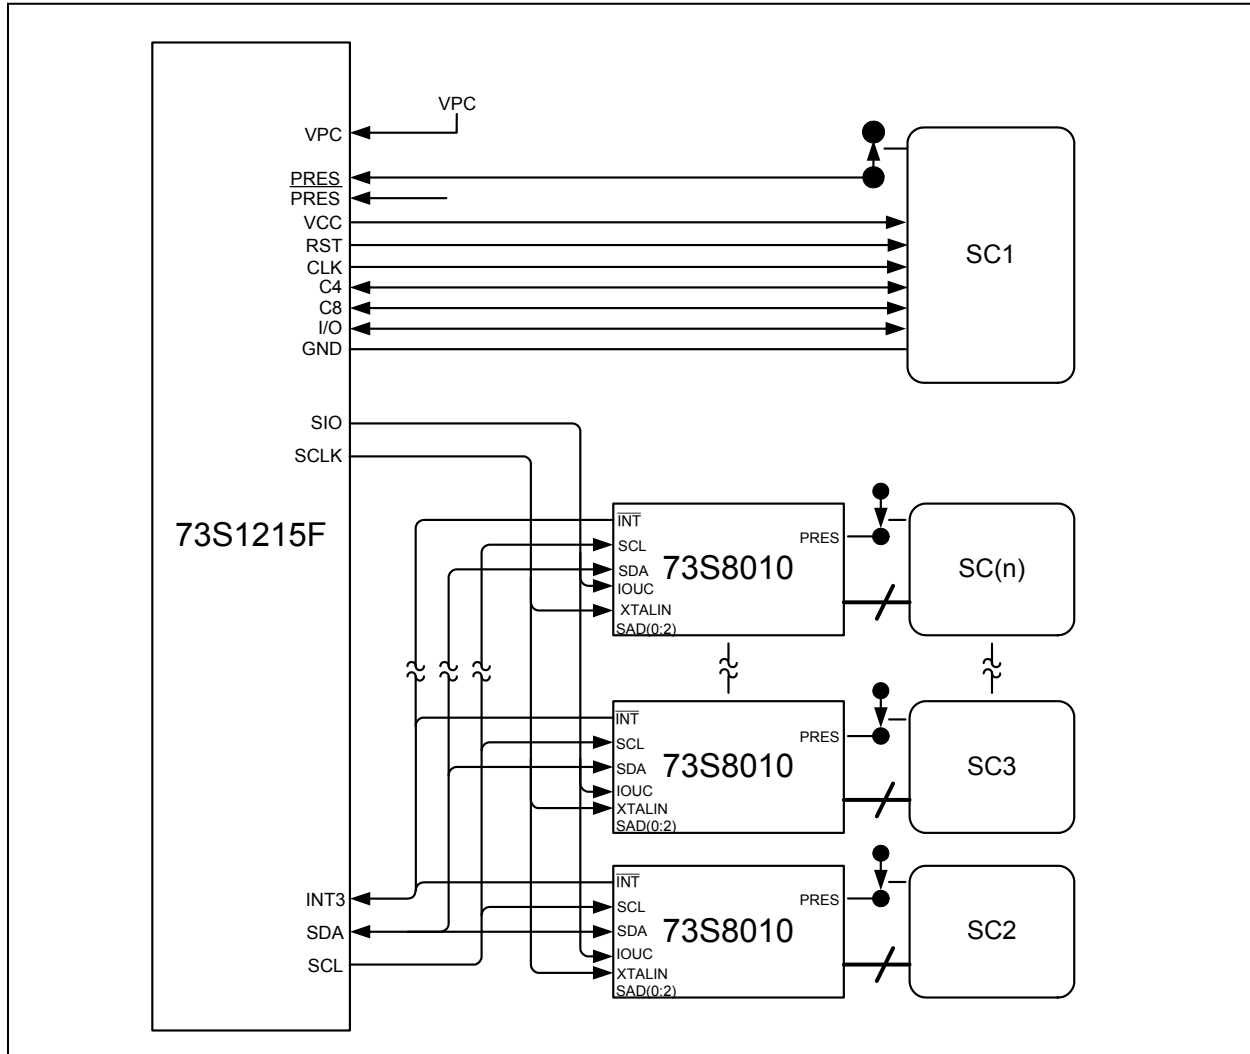 VPC
VPC
PRES
PRES
VCC
RST
CLK
C4
C8
I/O
GND
SC1
SIO
SCLK
73S1215F
INT
SCL
SDA
IOUC
XTALIN
SAD(0:2)
73S8010
PRES
SC(n)
INT
SCL
SDA
IOUC
XTALIN
SAD(0:2)
73S8010
PRES
SC3
INT
SCL
SDA
IOUC
XTALIN
SAD(0:2)
73S8010
PRES
SC2
INT3
SDA
SCL